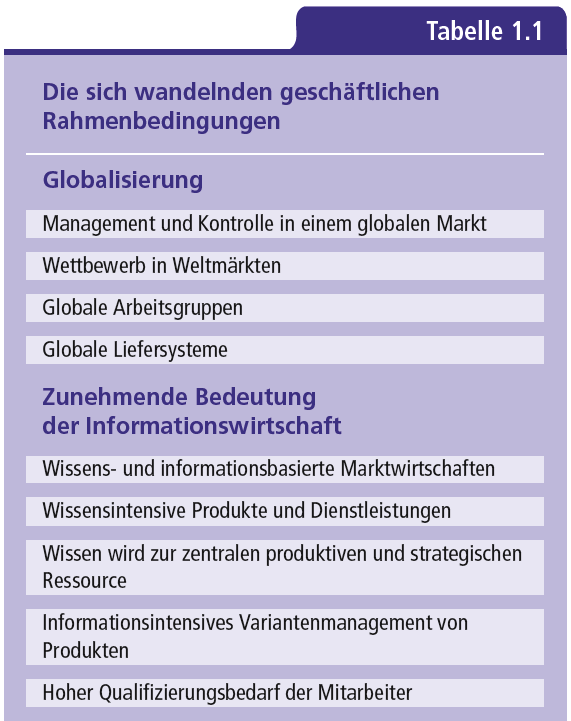 Tabelle 1.1
Die sich wandelnden geschäftlichen
Rahmenbedingungen
Globalisierung
Management und Kontrolle in einem globalen Markt
Wettbewerb in Weltmärkten
Globale Arbeitsgruppen
Globale Liefersysteme
Zunehmende Bedeutung
der Informationswirtschaft
Wissens- und informationsbasierte Marktwirtschaften
Wissensintensive Produkte und Dienstleistungen
Wissen wird zur zentralen produktiven und strategischen
Ressource
Informationsintensives Variantenmanagement von
Produkten
Hoher Qualifizierungsbedarf der Mitarbeiter